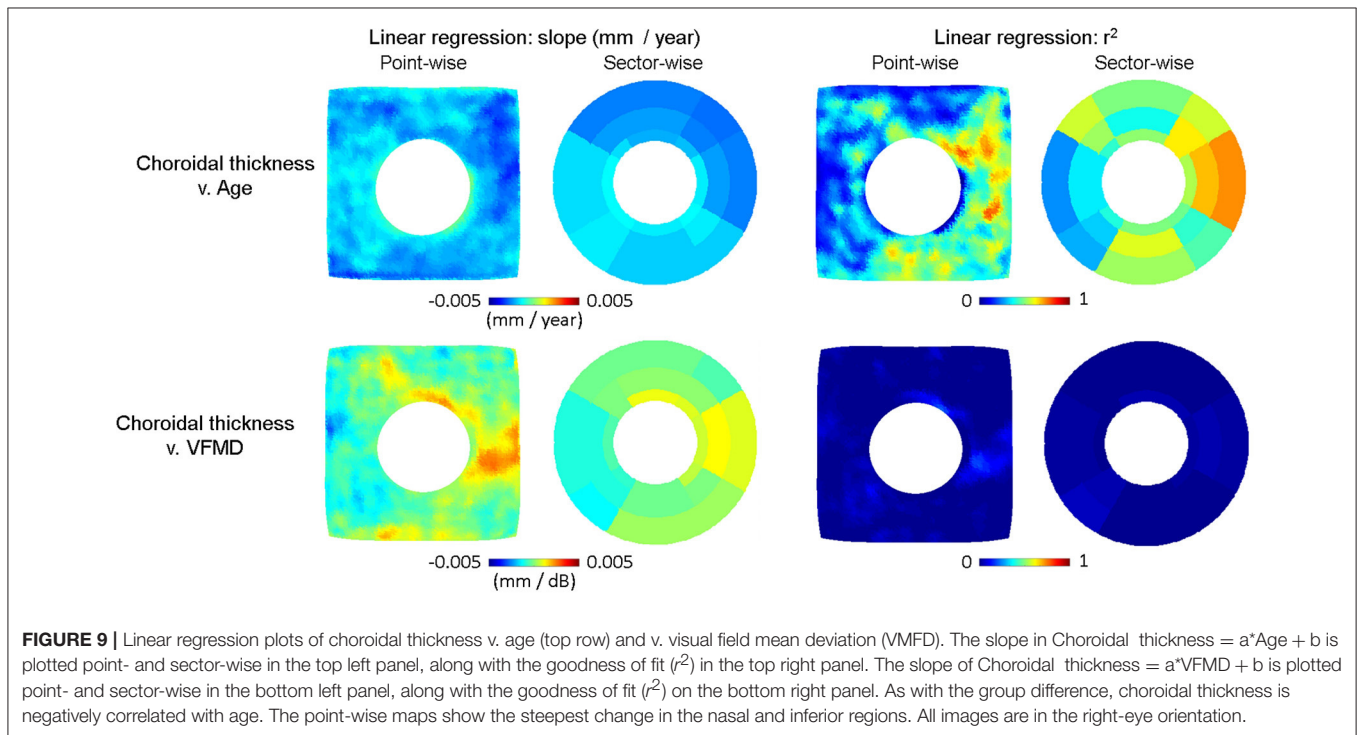 Linear regression: slope (mm / year)
Linear regression: r²
Point-wise
Sector-wise
Point-wise
Sector-wise
Choroidal thickness
v. Age
-0.005
0.005
(mm / year)
0
1
Choroidal thickness
v. VFMD
-0.005
0.005
(mm / dB)
0
1
FIGURE 9 | Linear regression plots of choroidal thickness v. age (top row) and v. visual field mean deviation (VMFD). The slope in Choroidal thickness = a*Age + b is
plotted point- and sector-wise in the top left panel, along with the goodness of fit (r²) in the top right panel. The slope of Choroidal thickness = a*VFMD + b is plotted
point- and sector-wise in the bottom left panel, along with the goodness of fit (r²) on the bottom right panel. As with the group difference, choroidal thickness is
negatively correlated with age. The point-wise maps show the steepest change in the nasal and inferior regions. All images are in the right-eye orientation.